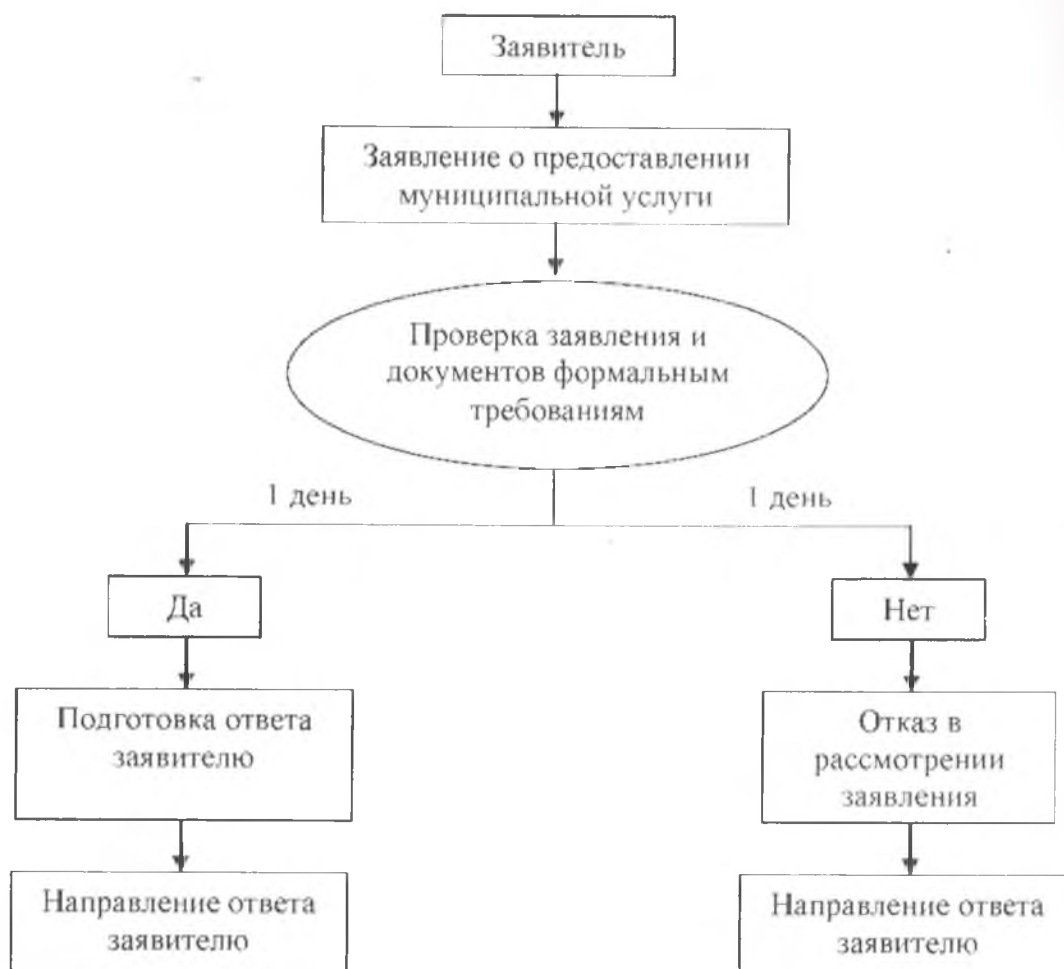 Заявитель
Заявление о предоставлении
муниципальной услуги
Проверка заявления и
документов формальным
требованиям
1 день
1 день
Да
Нет
Подготовка ответа
заявителю
Отказ в
рассмотрении
заявления
Направление ответа
заявителю
Направление ответа
заявителю